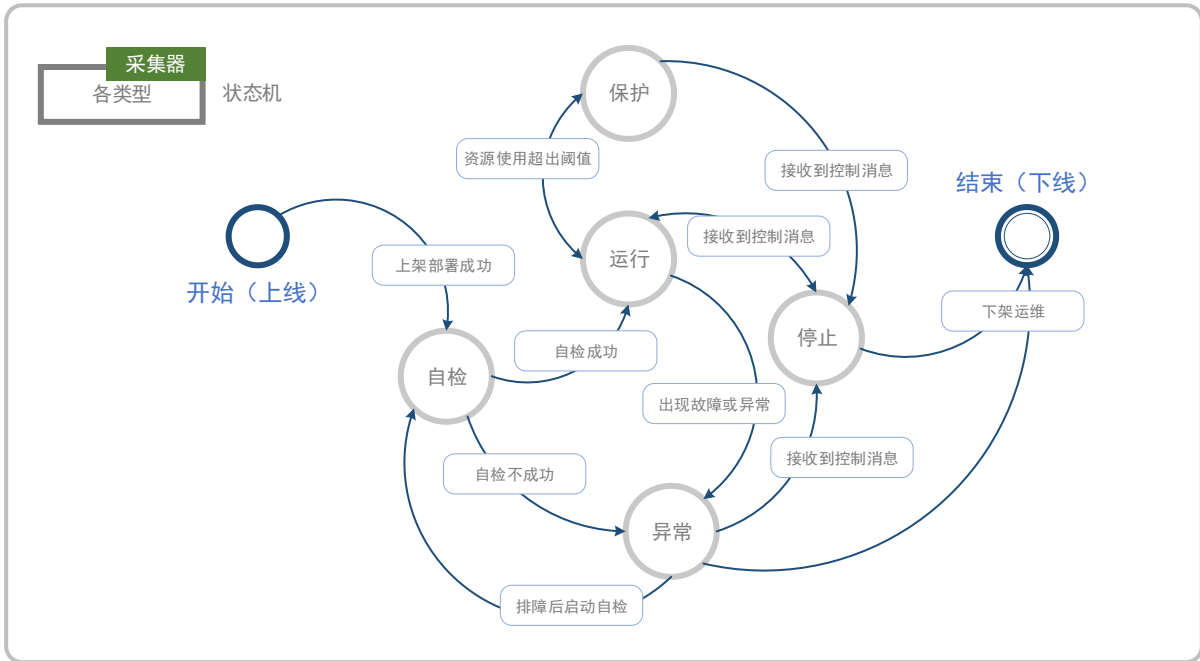 采集器
各类型
状态机
保护
资源使用超出阈值
接收到控制消息
结束（下线）
运行
接收到控制消息
上架部署成功
开始（上线）
下架运维
停止
自检成功
自检
出现故障或异常
接收到控制消息
自检不成功
异常
排障后启动自检